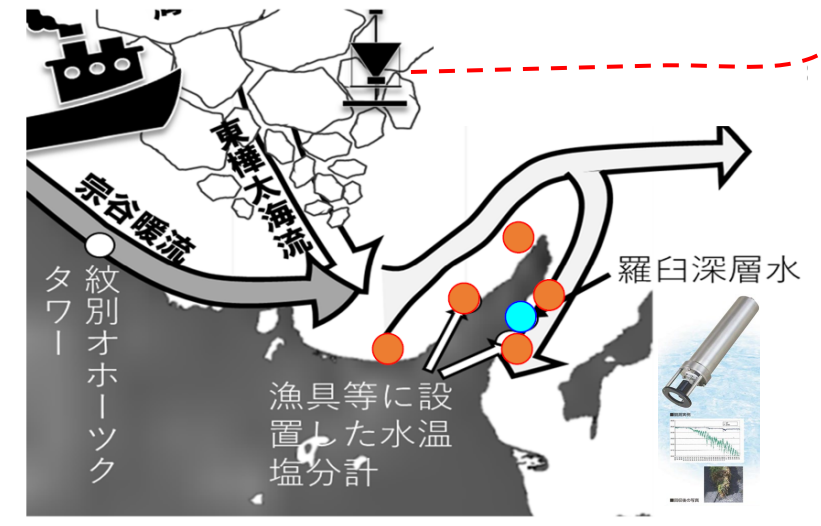 東樺太海流
宗谷暖流
紋別オホーツク
タワー
羅臼深層水
漁具等に設
置した水温
塩分計